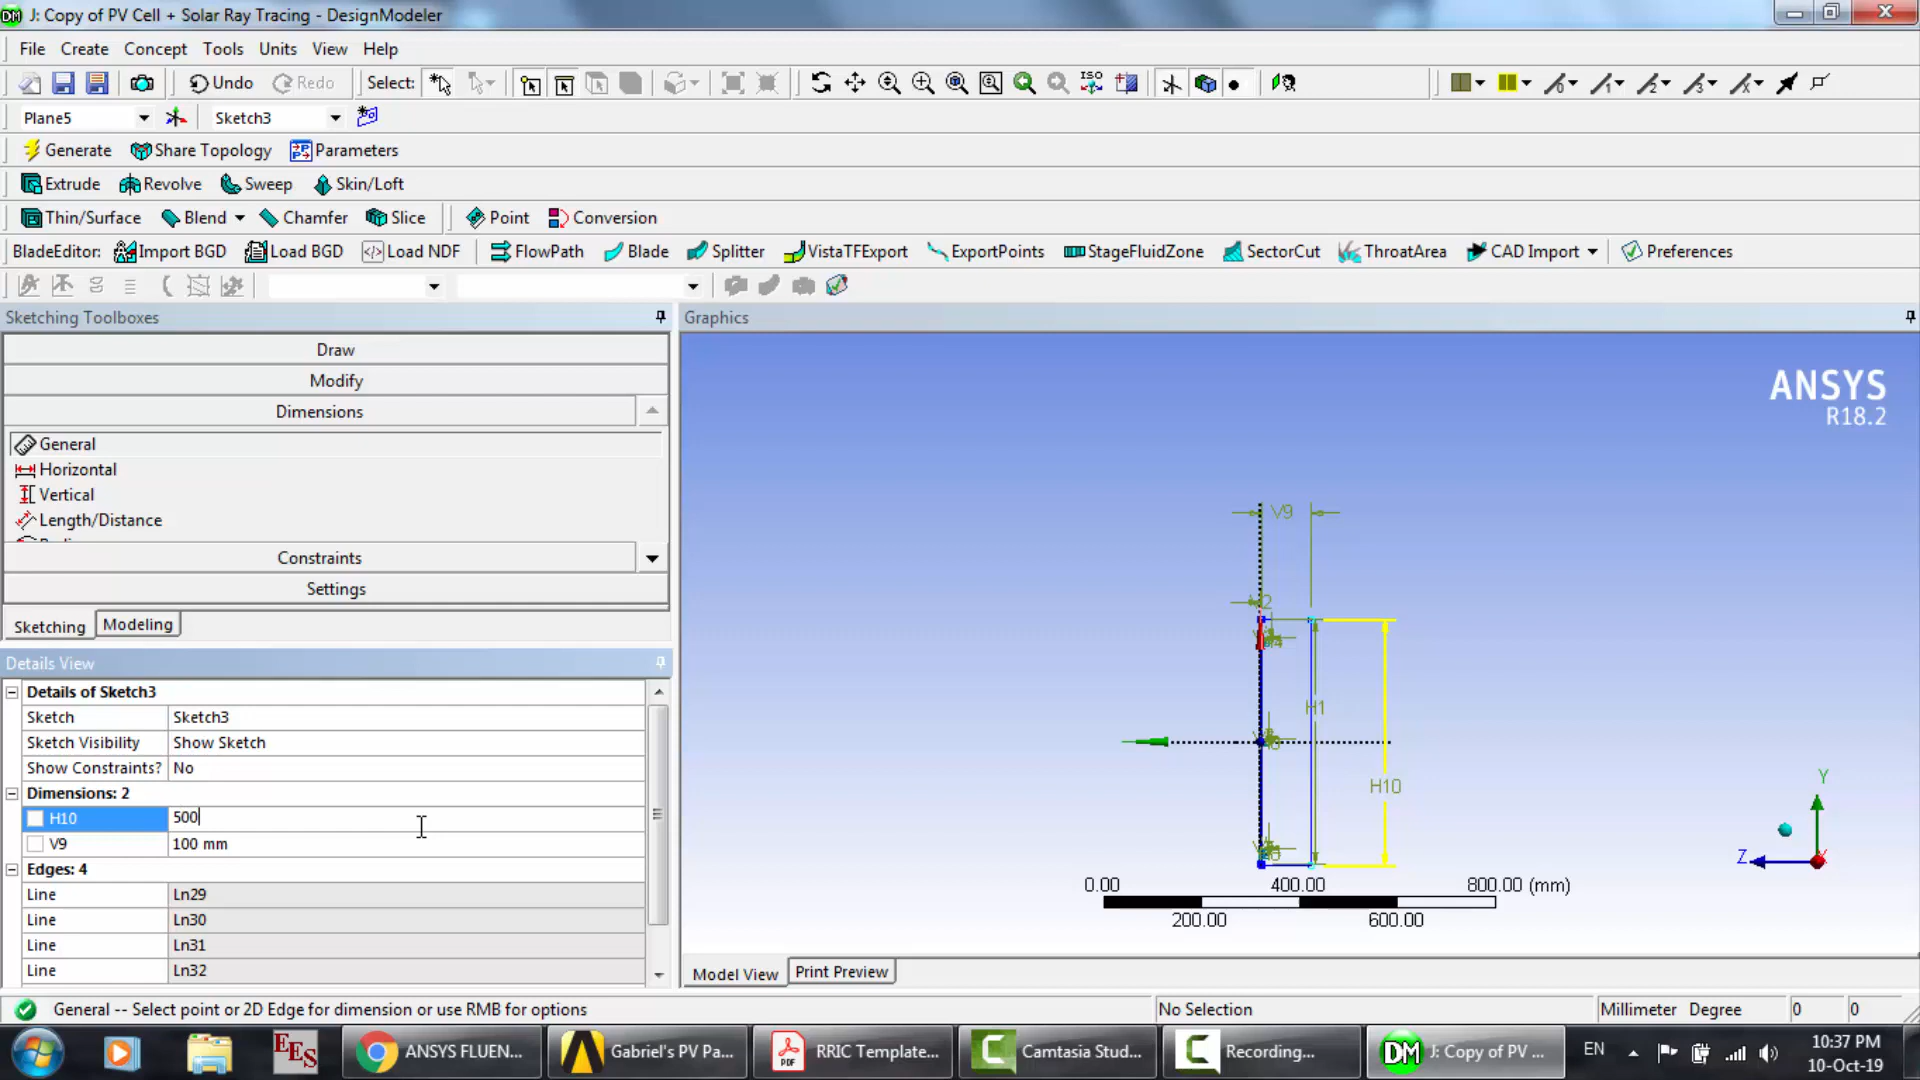 J: Copy of PV Cell + Solar Ray Tracing - DesignModeler
File Create Concept Tools Units View Help
Undo Redo Select: ISO
Plane5 Sketch3
Generate Share Topology Parameters
Extrude Revolve Sweep Skin/Loft
Thin/Surface Blend Chamfer Slice Point Conversion
BladeEditor: Import BGD Load BGD Load NDF FlowPath Blade Splitter VistaTFExport ExportPoints StageFluidZone SectorCut ThroatArea CAD Import Preferences
Sketching Toolboxes
Draw
Modify
Dimensions
General
Horizontal
Vertical
Length/Distance
Constraints
Settings
Sketching Modeling
Details View
Details of Sketch3
Sketch Sketch3
Sketch Visibility Show Sketch
Show Constraints? No
Dimensions: 2
H10 500
V9 100 mm
Edges: 4
Line Ln29
Line Ln30
Line Ln31
Line Ln32
Graphics
ANSYS
R18.2
V9
H1
H10
Y
Z
0.00 400.00 800.00 (mm)
200.00 600.00
Model View Print Preview
General -- Select point or 2D Edge for dimension or use RMB for options
No Selection
Millimeter Degree 0 0
EES
ANSYS FLUEN...
Gabriel's PV Pa...
RRIC Template...
Camtasia Stud...
Recording...
DM J: Copy of PV ...
EN
10:37 PM
10-Oct-19